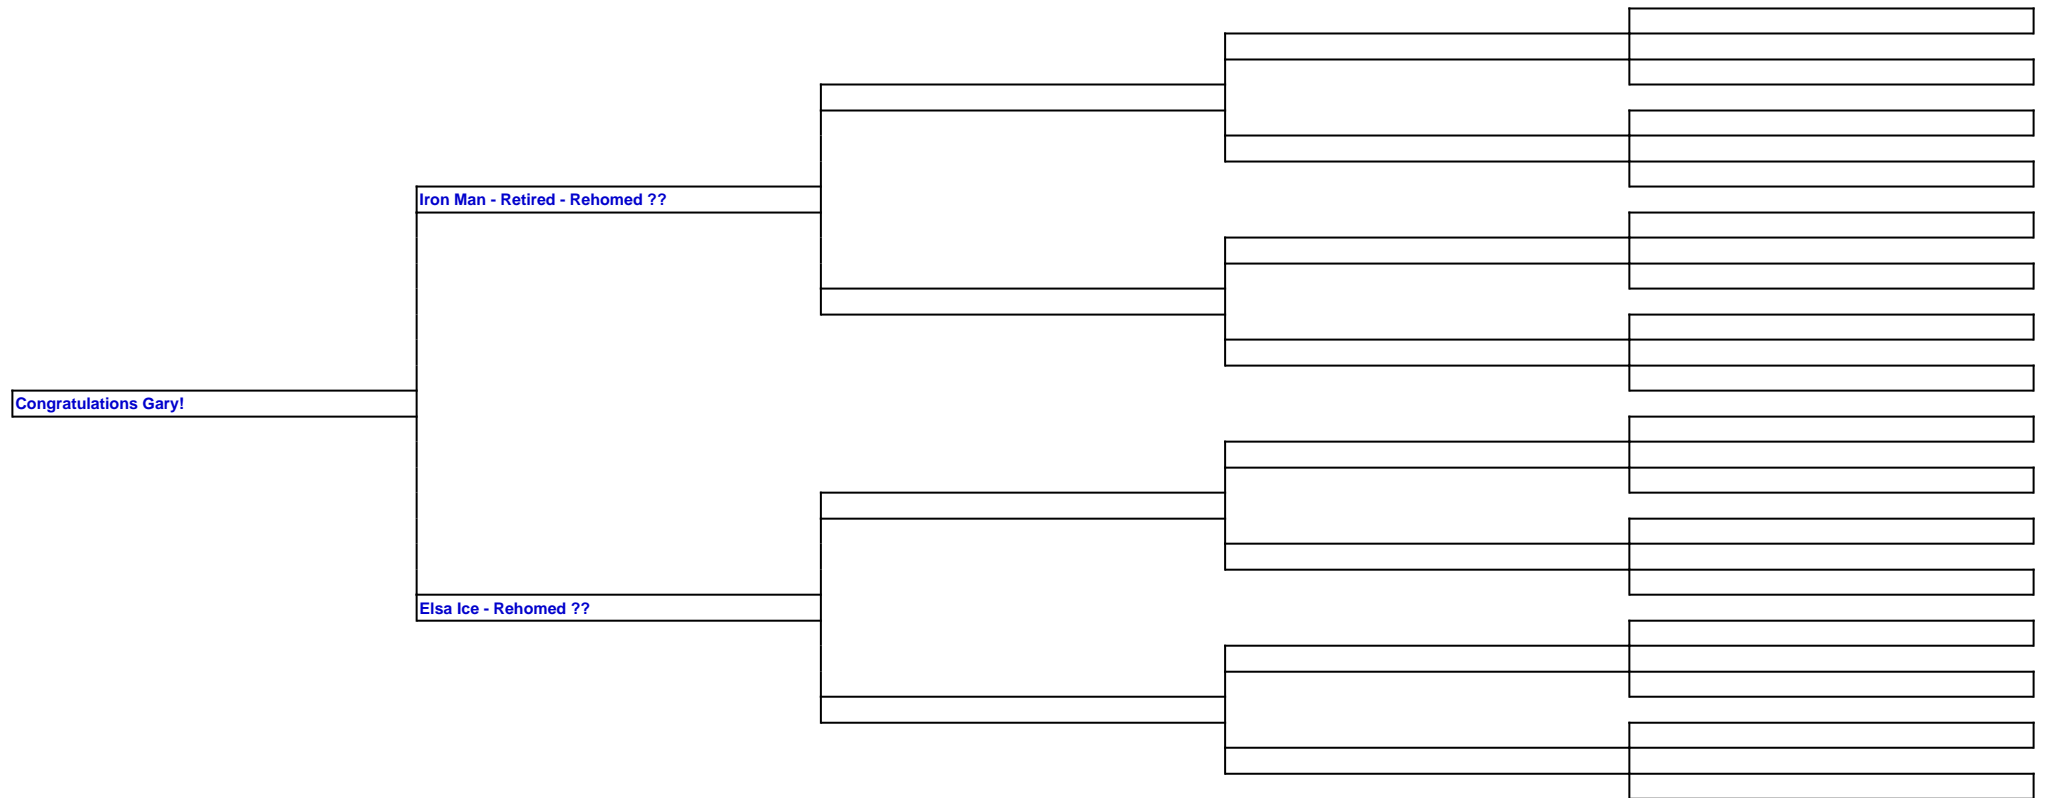 Iron Man - Retired - Rehomed ??
Congratulations Gary!
Elsa Ice - Rehomed ??